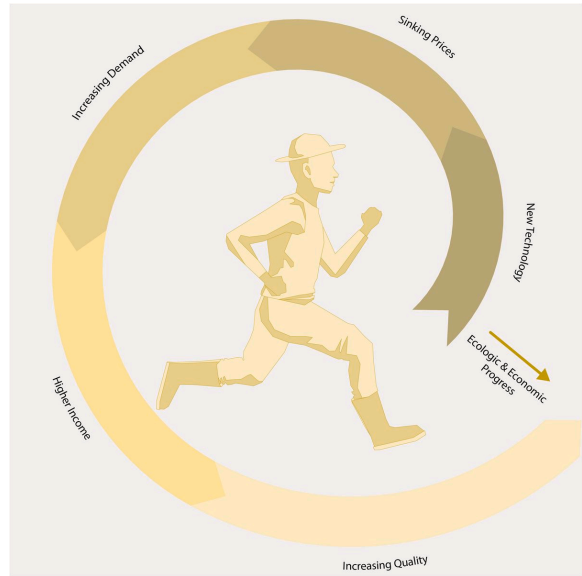 Sinking Prices
Increasing Demand
New Technology
Ecologic & Economic
Progress
Higher Income
Increasing Quality